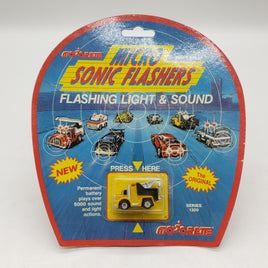 majorette
MICRO
SONIC FLASHERS
FLASHING LIGHT & SOUND
NEW
PRESS HERE
The ORIGINAL
Permanent
battery
plays over
5000 sound
and light
actions.
SERIES
1300
majorette